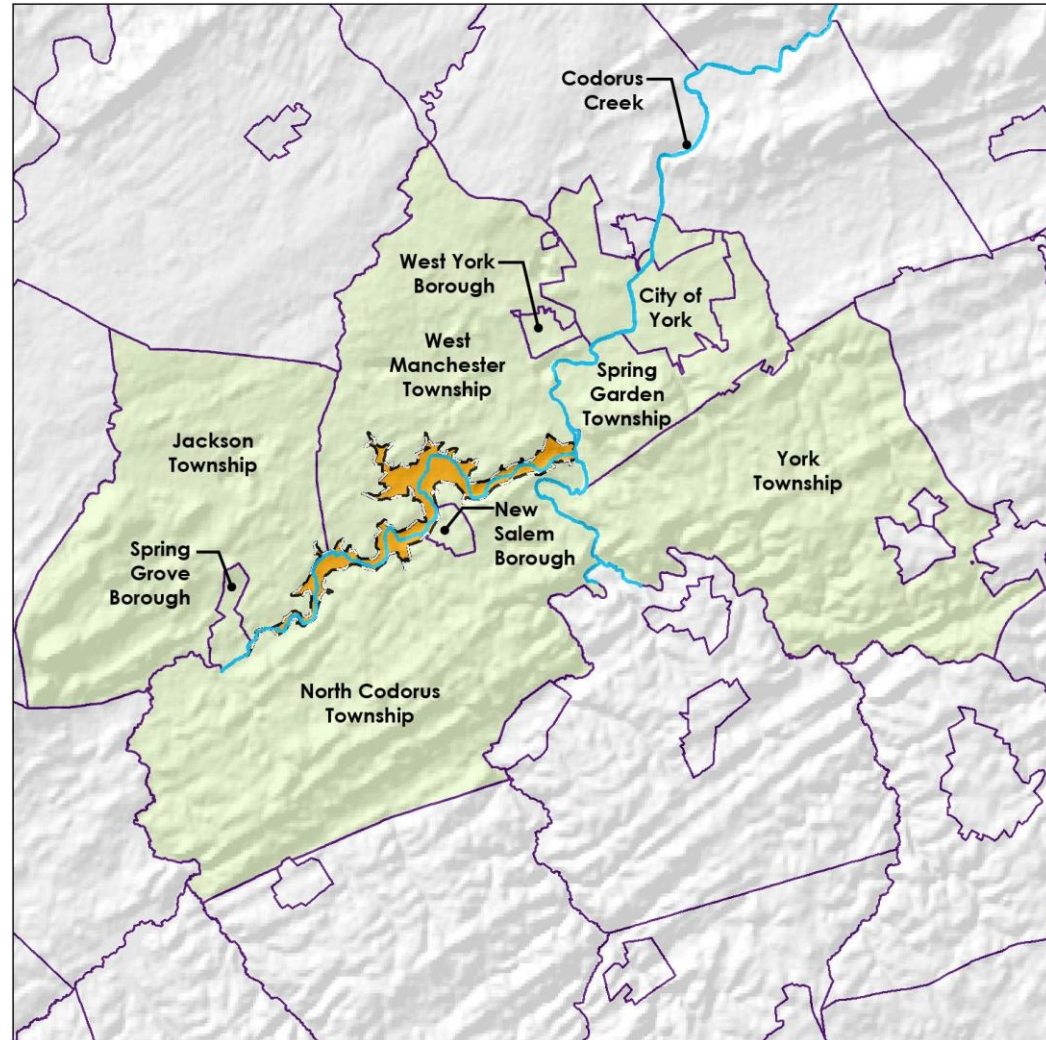 Codorus
Creek
West York
Borough
City of
York
West
Manchester
Township
Spring
Garden
Township
Jackson
Township
York
Township
New
Salem
Borough
Spring
Grove
Borough
North Codorus
Township